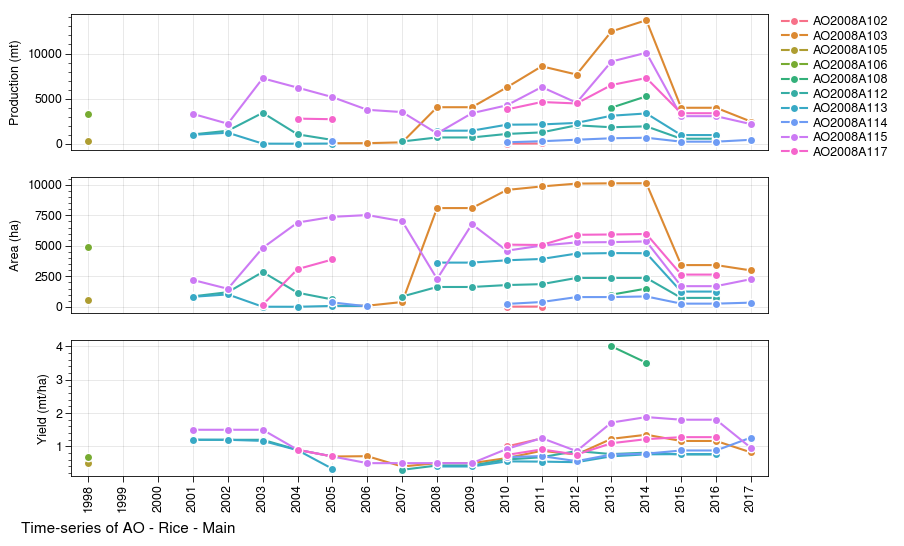 Production (mt)
10000
5000
0
AO2008A102
AO2008A103
AO2008A105
AO2008A106
AO2008A108
AO2008A112
AO2008A113
AO2008A114
AO2008A115
AO2008A117
Area (ha)
10000
7500
5000
2500
0
Yield (mt/ha)
4
3
2
1
1998 1999 2000 2001 2002 2003 2004 2005 2006 2007 2008 2009 2010 2011 2012 2013 2014 2015 2016 2017
Time-series of AO - Rice - Main